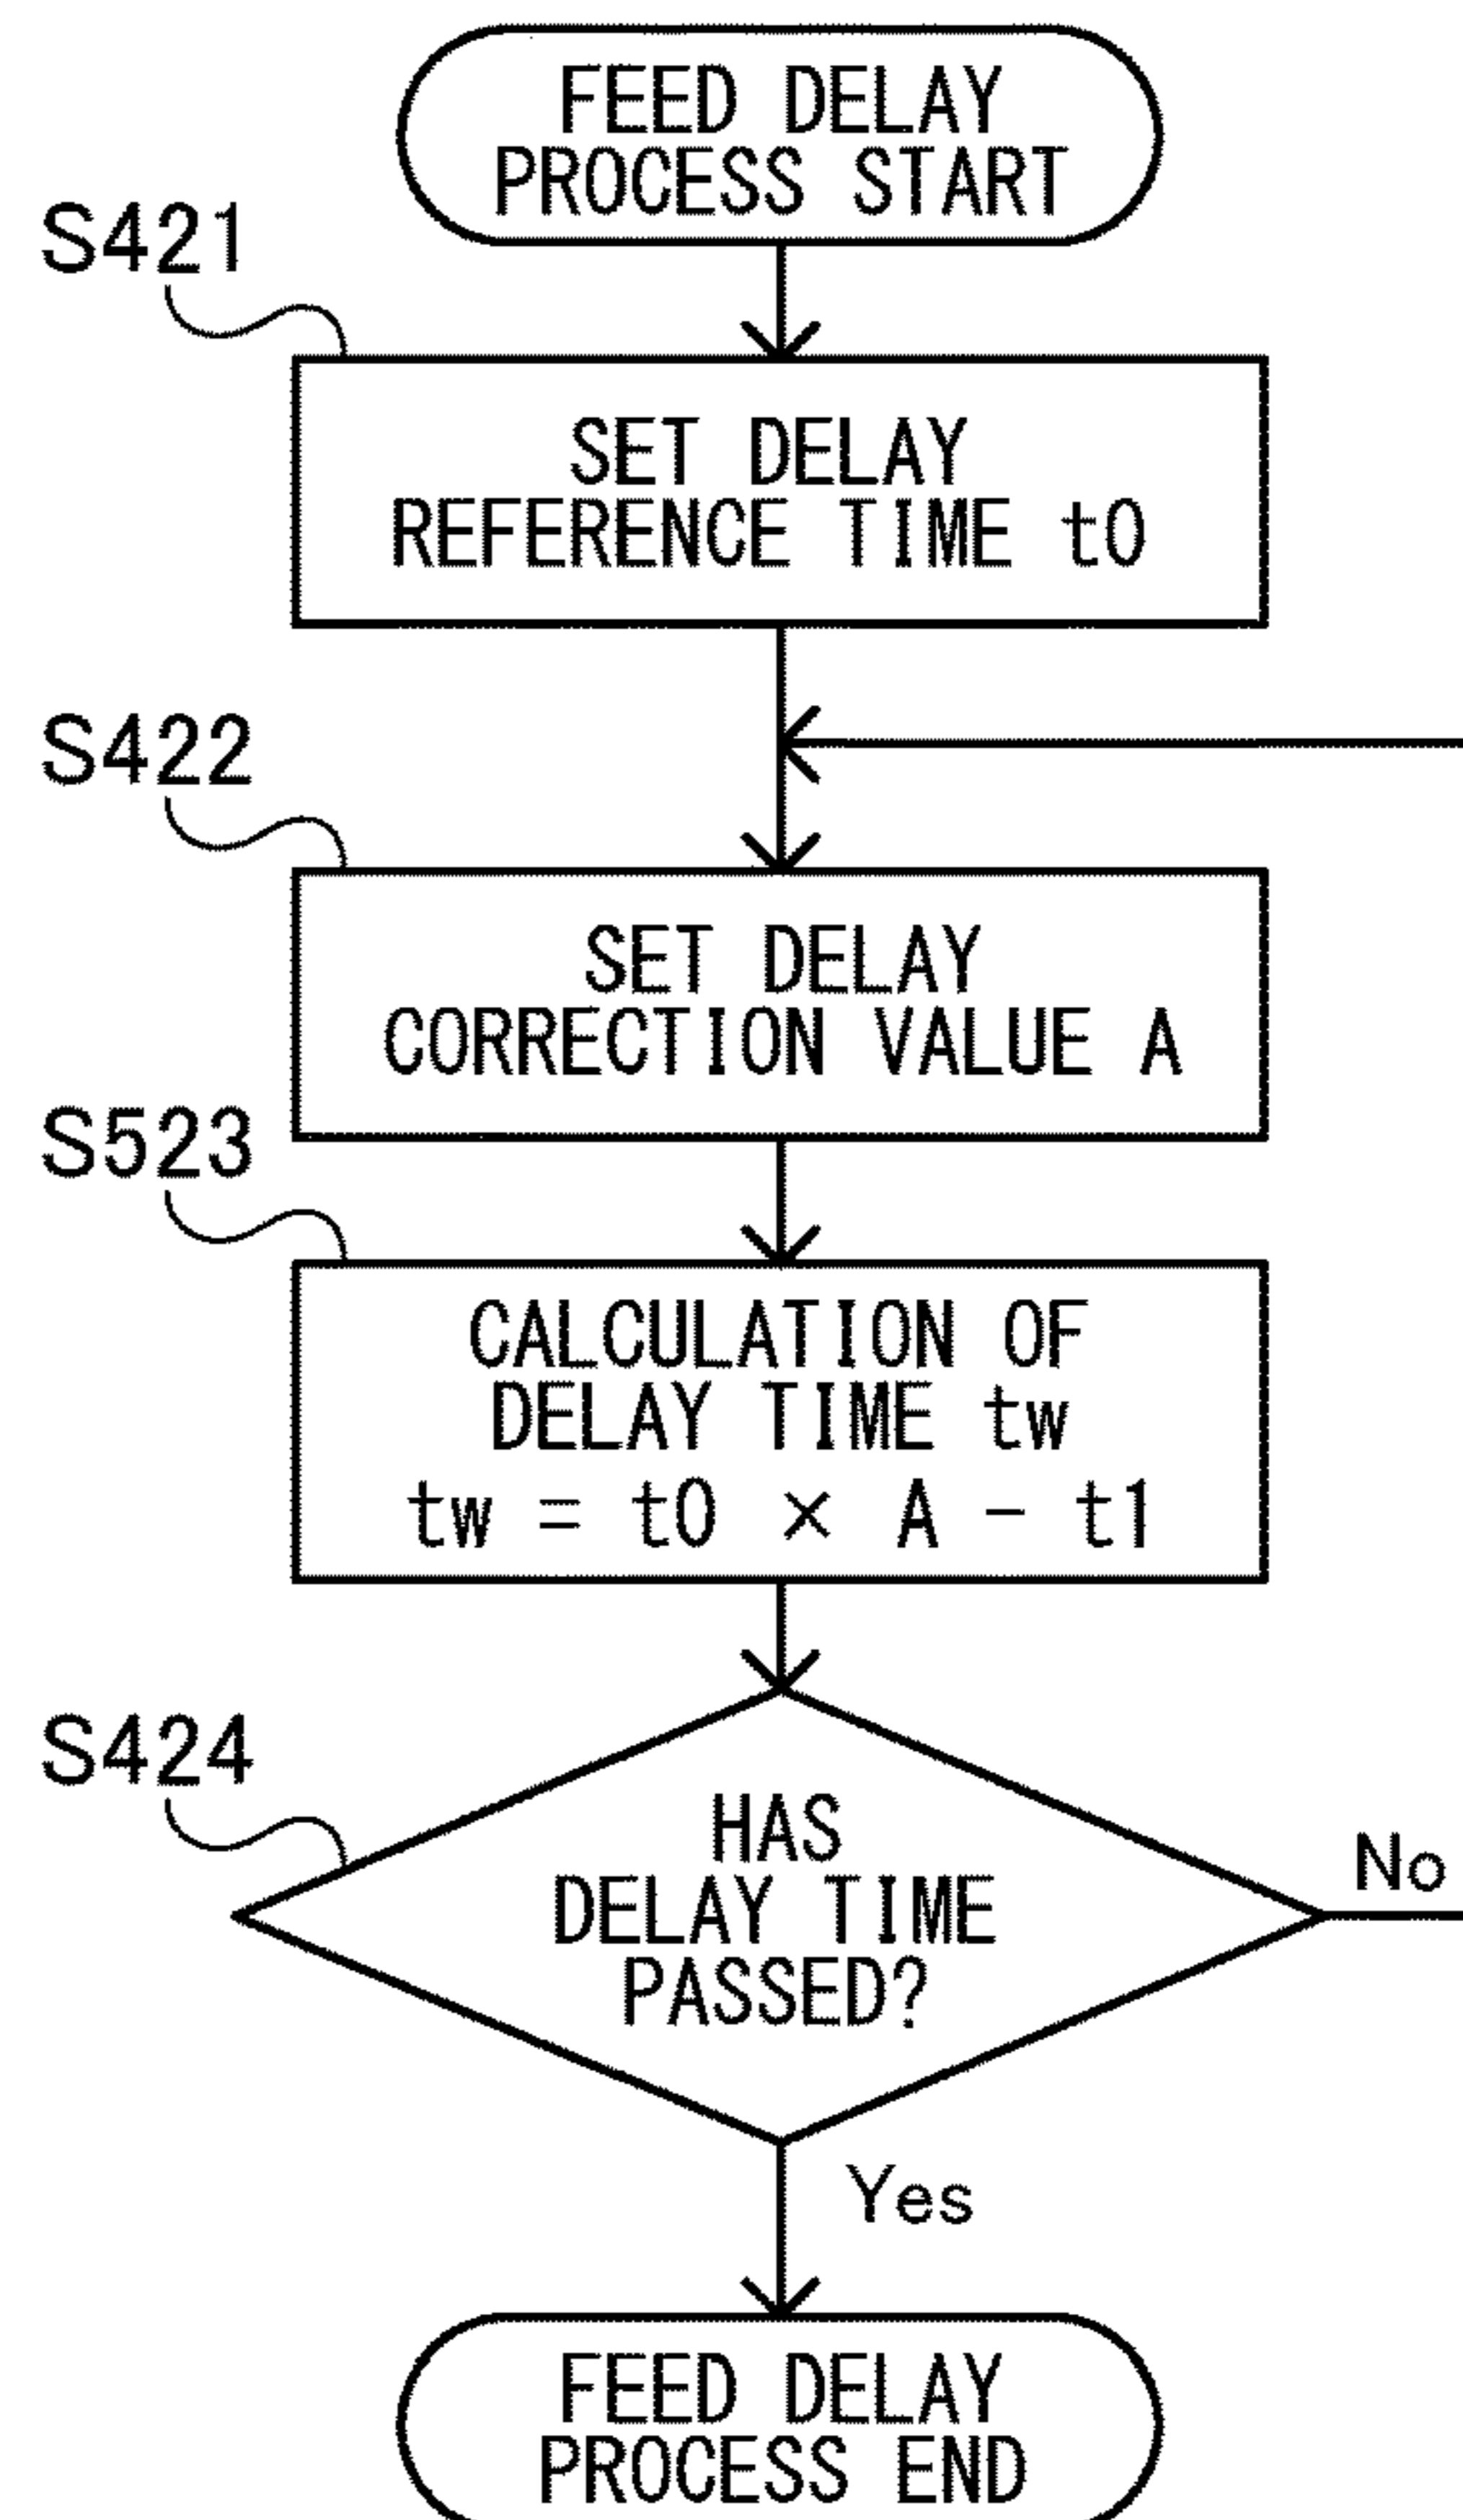 FEED DELAY
PROCESS START
S421
SET DELAY
REFERENCE TIME t0
S422
SET DELAY
CORRECTION VALUE A
S523
CALCULATION OF
DELAY TIME tw
tw = t0 × A - t1
S424
HAS
DELAY TIME
PASSED?
No
Yes
FEED DELAY
PROCESS END